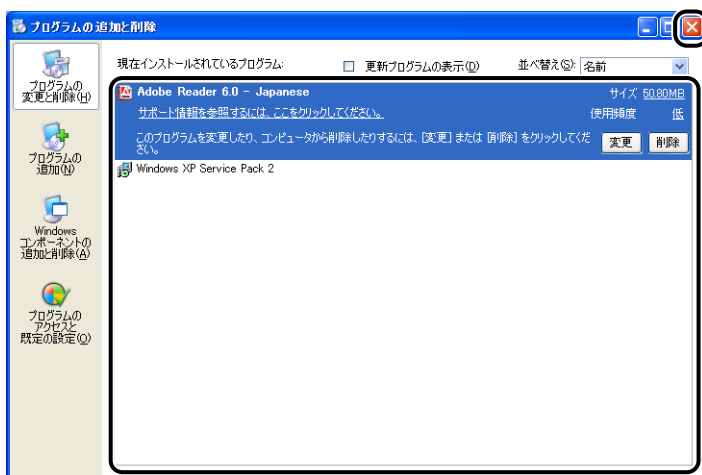 プログラムの追加と削除
プログラムの
変更と削除(H)
プログラムの
追加(N)
Windows
コンポーネントの
追加と削除(A)
プログラムの
アクセスと
既定の設定(O)
現在インストールされているプログラム:
更新プログラムの表示(D)
並べ替え(S): 名前
Adobe Reader 6.0 - Japanese
サイズ 50.80MB
サポート情報を参照するには、ここをクリックしてください。
使用頻度 低
このプログラムを変更したり、コンピュータから削除したりするには、[変更] または [削除] をクリックしてくだ
さい。
変更 削除
Windows XP Service Pack 2